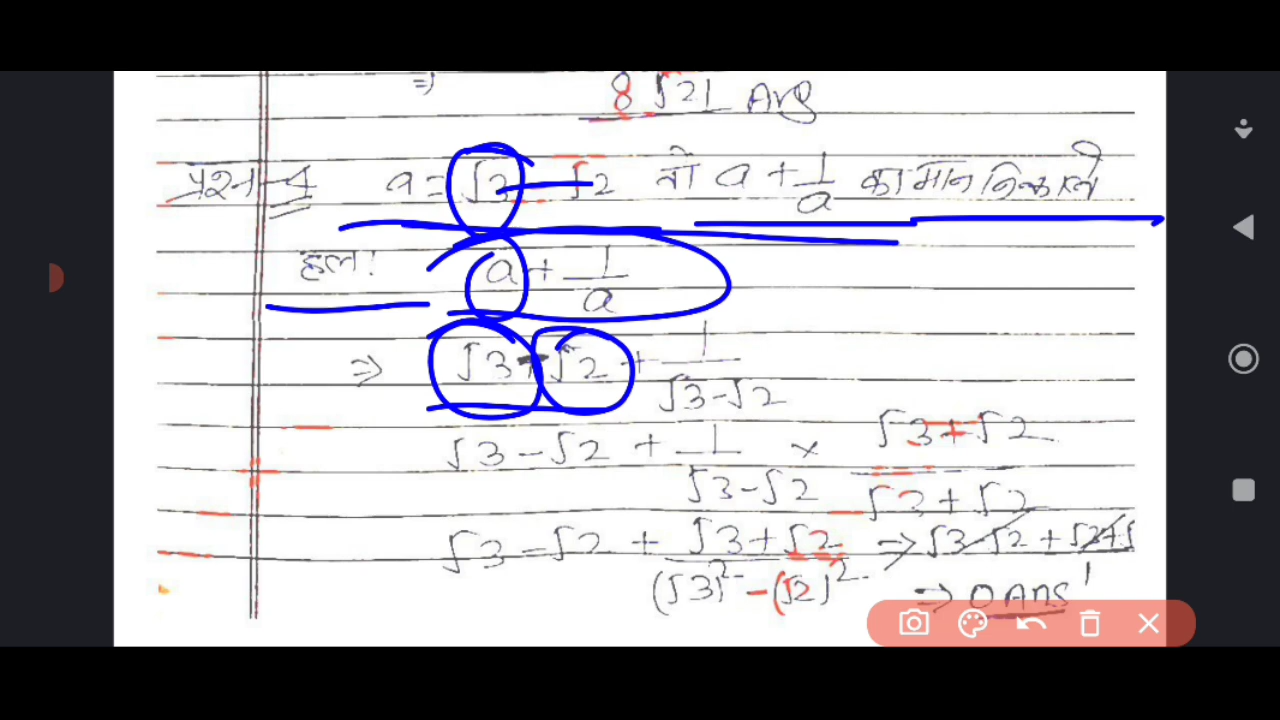 ⇒ 8√21 Ans
प्रश्न-1 a = √3 - √2 तो a + 1/a का मान निकाले
हल: a + 1/a
⇒ √3 - √2 + 1/(√3-√2)
√3 - √2 + 1/(√3-√2) × (√3+√2)/(√3+√2)
√3 - √2 + (√3+√2)/((√3)² - (√2)²) ⇒ √3 √2 + √3+√
⇒ 0 Ans